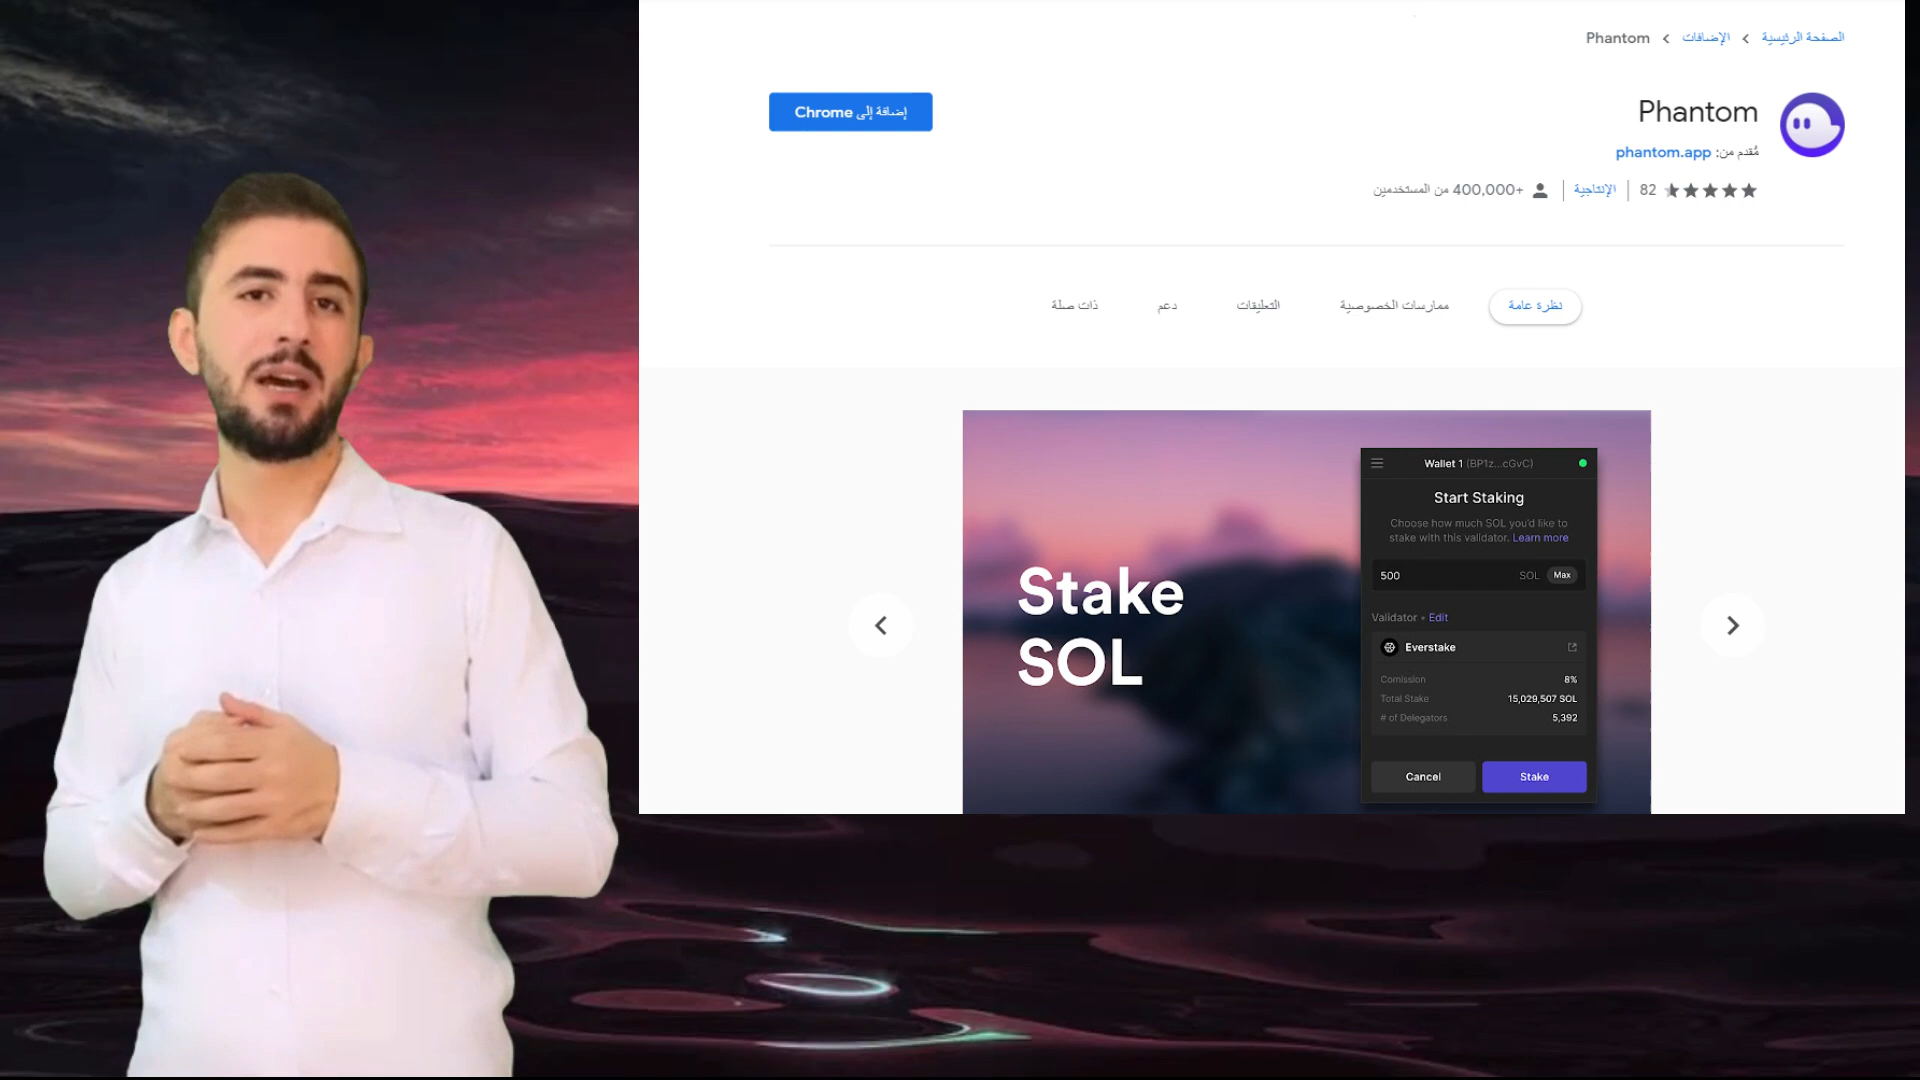 الصفحة الرئيسية > الإضافات > Phantom
Phantom
إضافة إلى Chrome
مُقدم من: phantom.app
82 | الإنتاجية | 400,000+ من المستخدمين
نظرة عامة
ممارسات الخصوصية
التعليقات
دعم
ذات صلة
Stake
SOL
Wallet 1 (BP1z...cGvC)
Start Staking
Choose how much SOL you'd like to
stake with this validator. Learn more
500 SOL Max
Validator • Edit
Everstake
Comission 8%
Total Stake 15,029,507 SOL
# of Delegators 5,392
Cancel Stake